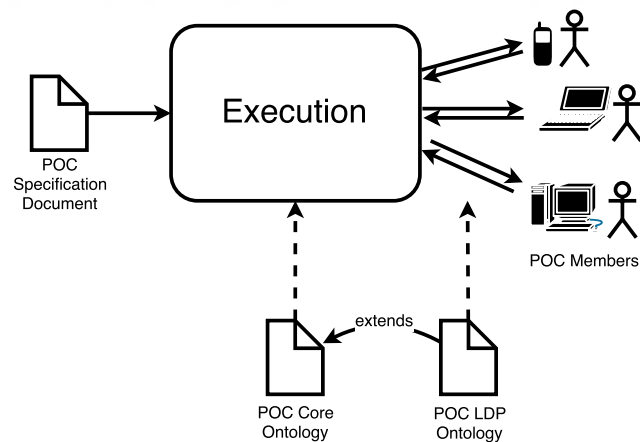 Execution
POC
Specification
Document
POC Members
extends
POC Core
Ontology
POC LDP
Ontology